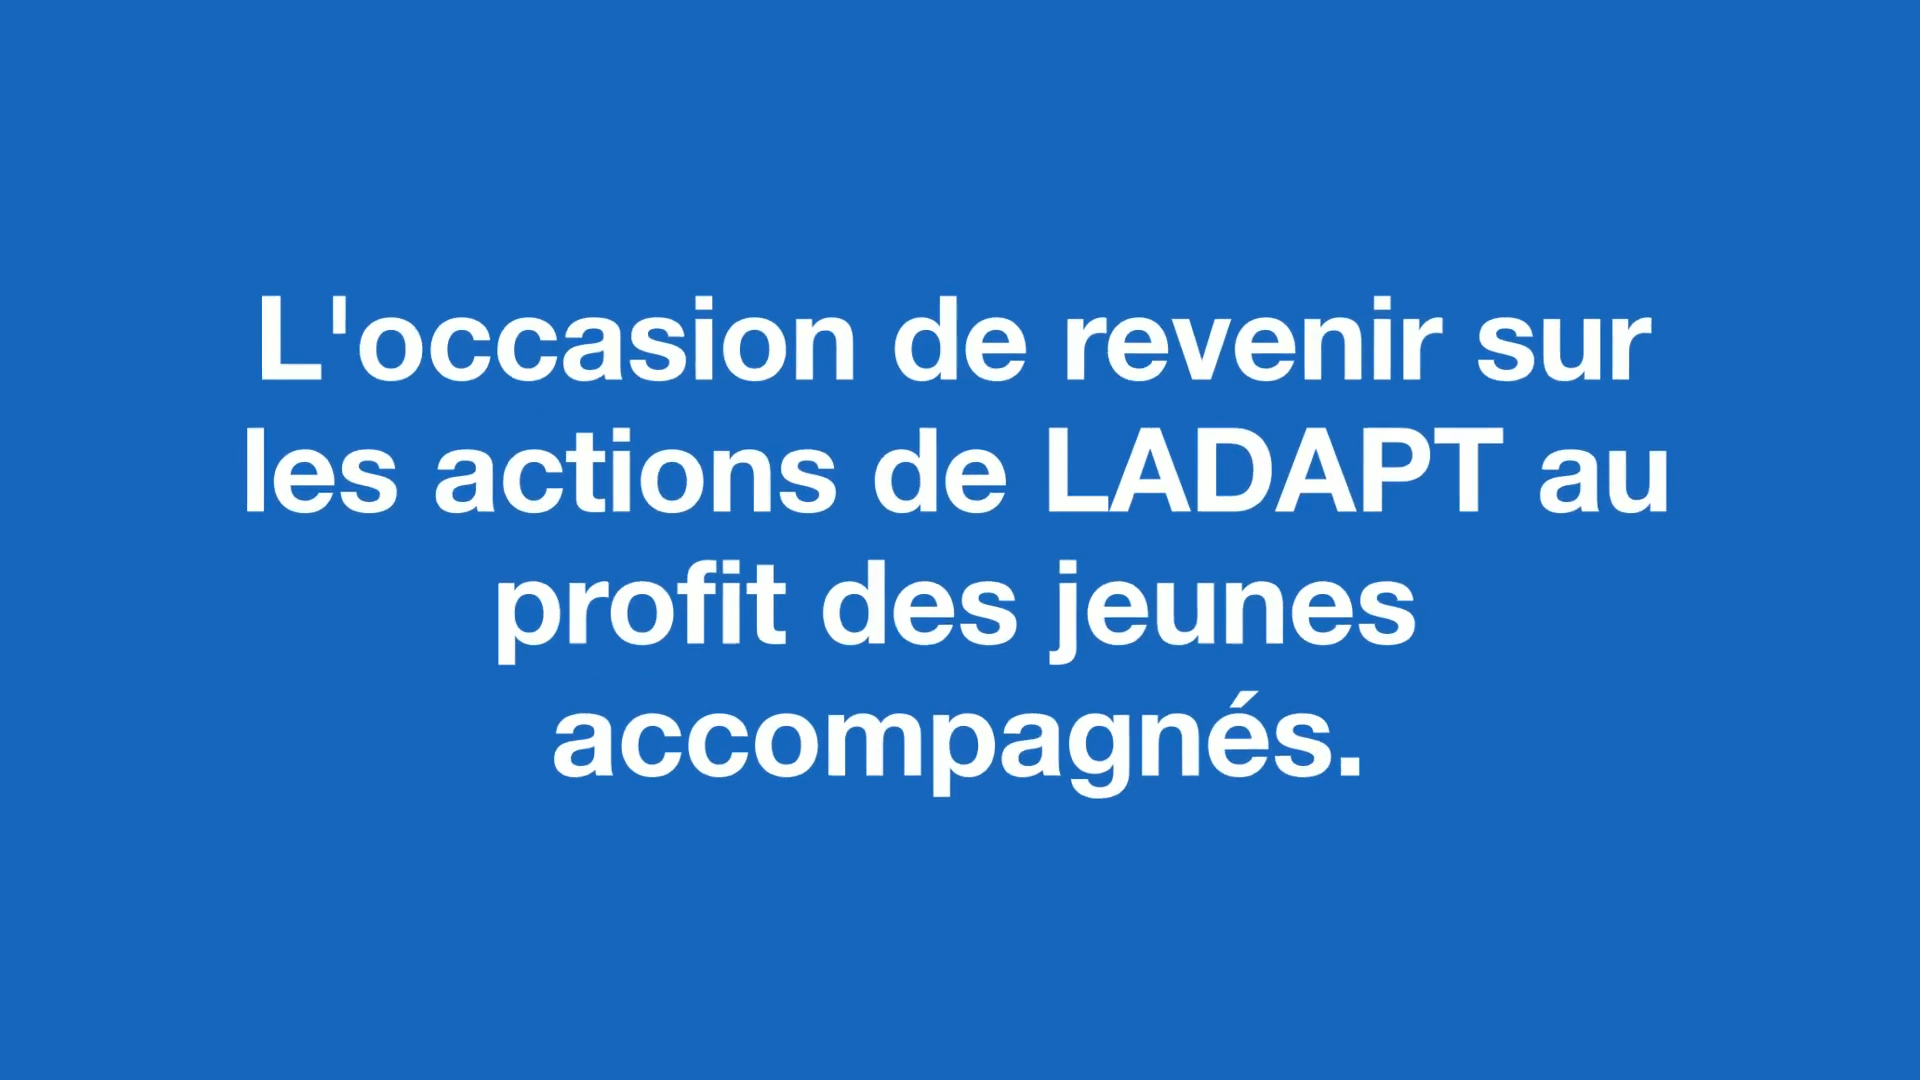 L'occasion de revenir sur
les actions de LADAPT au
profit des jeunes
accompagnés.